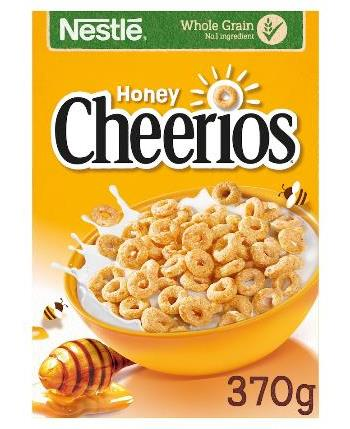 Nestlé.
Whole Grain
No.1 ingredient
Honey
Cheerios
370g